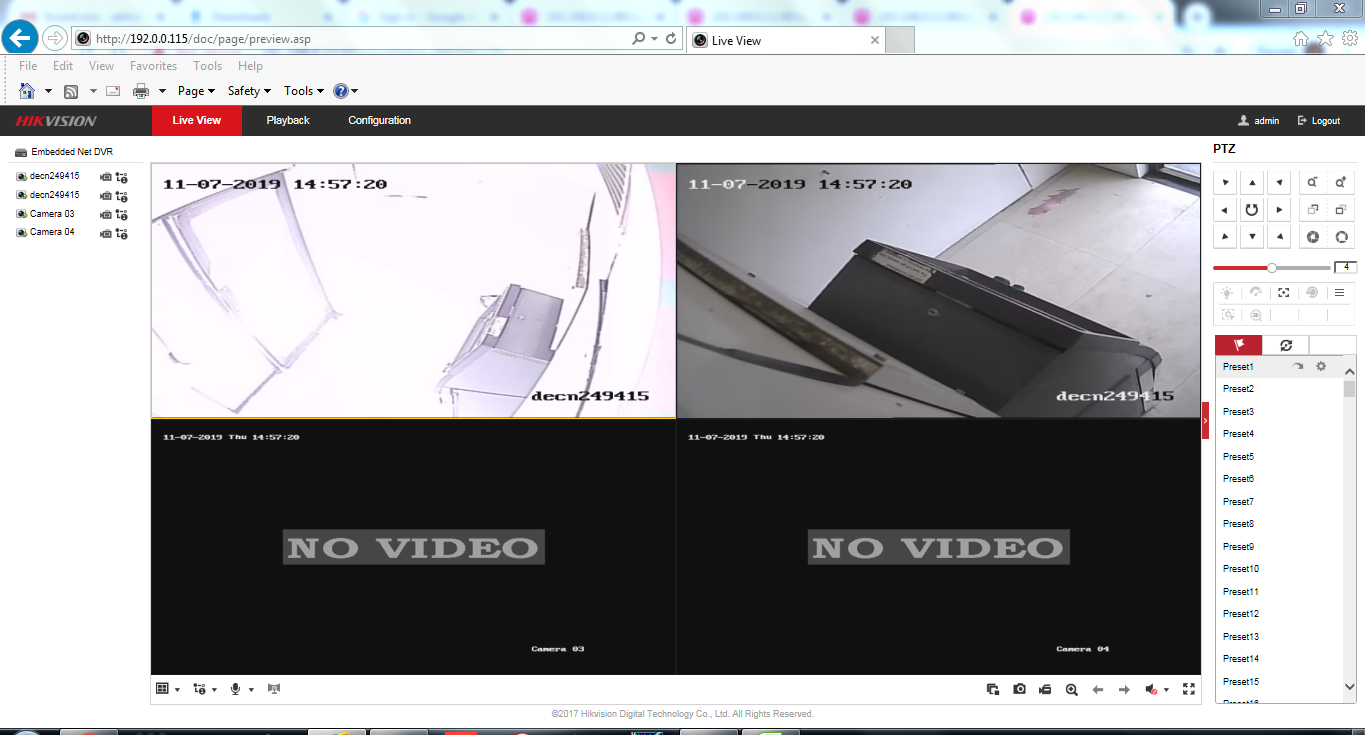 http://192.0.0.115/doc/page/preview.asp
Live View
File Edit View Favorites Tools Help
Page Safety Tools
HIKVISION
Live View Playback Configuration
admin Logout
Embedded Net DVR
decn249415
decn249415
Camera 03
Camera 04
11-07-2019 14:57:20
decn249415
11-07-2019 14:57:20
decn249415
11-07-2019 Thu 14:57:20
NO VIDEO
Camera 03
11-07-2019 Thu 14:57:20
NO VIDEO
Camera 04
PTZ
4
Preset1
Preset2
Preset3
Preset4
Preset5
Preset6
Preset7
Preset8
Preset9
Preset10
Preset11
Preset12
Preset13
Preset14
Preset15
©2017 Hikvision Digital Technology Co., Ltd. All Rights Reserved.